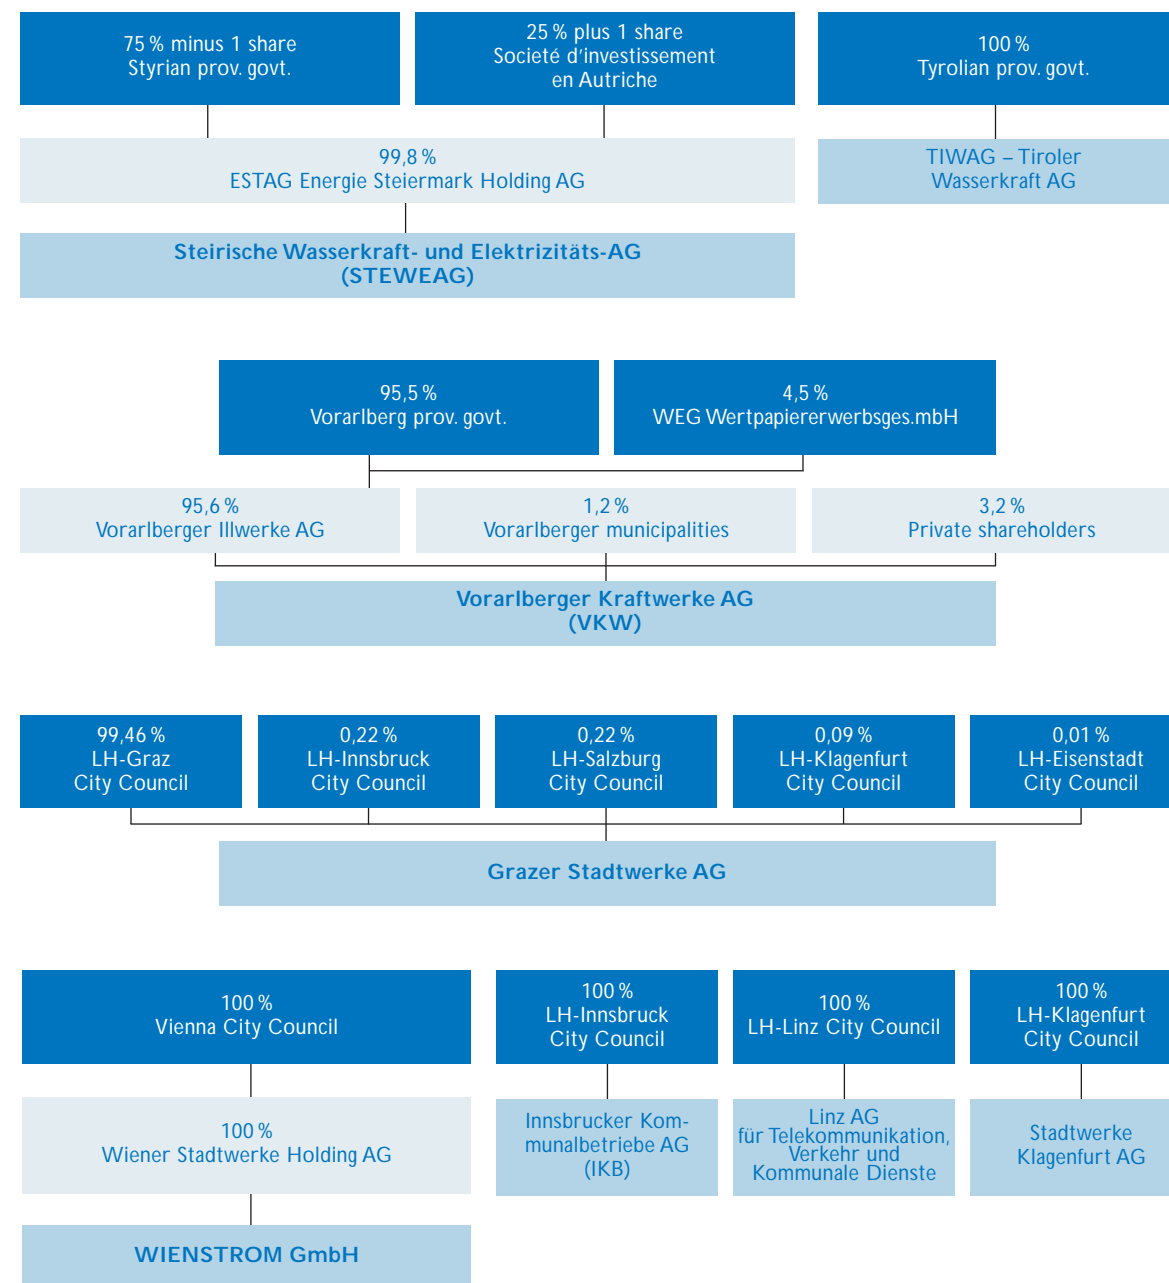 75 % minus 1 share
Styrian prov. govt.
25 % plus 1 share
Societé d'investissement
en Autriche
100 %
Tyrolian prov. govt.
99,8 %
ESTAG Energie Steiermark Holding AG
TIWAG – Tiroler
Wasserkraft AG
Steirische Wasserkraft- und Elektrizitäts-AG
(STEWEAG)
95,5 %
Vorarlberg prov. govt.
4,5 %
WEG Wertpapiererwerbsges.mbH
95,6 %
Vorarlberger Illwerke AG
1,2 %
Vorarlberger municipalities
3,2 %
Private shareholders
Vorarlberger Kraftwerke AG
(VKW)
99,46 %
LH-Graz
City Council
0,22 %
LH-Innsbruck
City Council
0,22 %
LH-Salzburg
City Council
0,09 %
LH-Klagenfurt
City Council
0,01 %
LH-Eisenstadt
City Council
Grazer Stadtwerke AG
100 %
Vienna City Council
100 %
LH-Innsbruck
City Council
100 %
LH-Linz City Council
100 %
LH-Klagenfurt
City Council
100 %
Wiener Stadtwerke Holding AG
Innsbrucker Kom-
munalbetriebe AG
(IKB)
Linz AG
für Telekommunikation,
Verkehr und
Kommunale Dienste
Stadtwerke
Klagenfurt AG
WIENSTROM GmbH